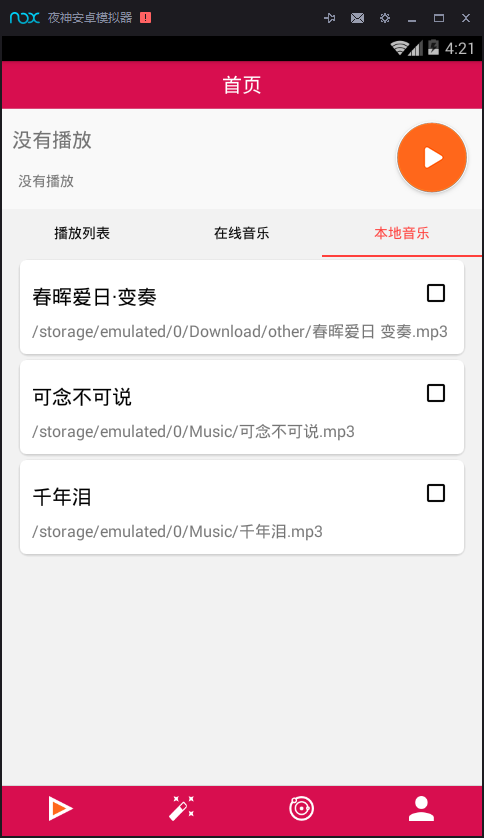 nox 夜神安卓模拟器
4:21
首页
没有播放
没有播放
播放列表 在线音乐 本地音乐
春晖爱日·变奏
/storage/emulated/0/Download/other/春晖爱日 变奏.mp3
可念不可说
/storage/emulated/0/Music/可念不可说.mp3
千年泪
/storage/emulated/0/Music/千年泪.mp3